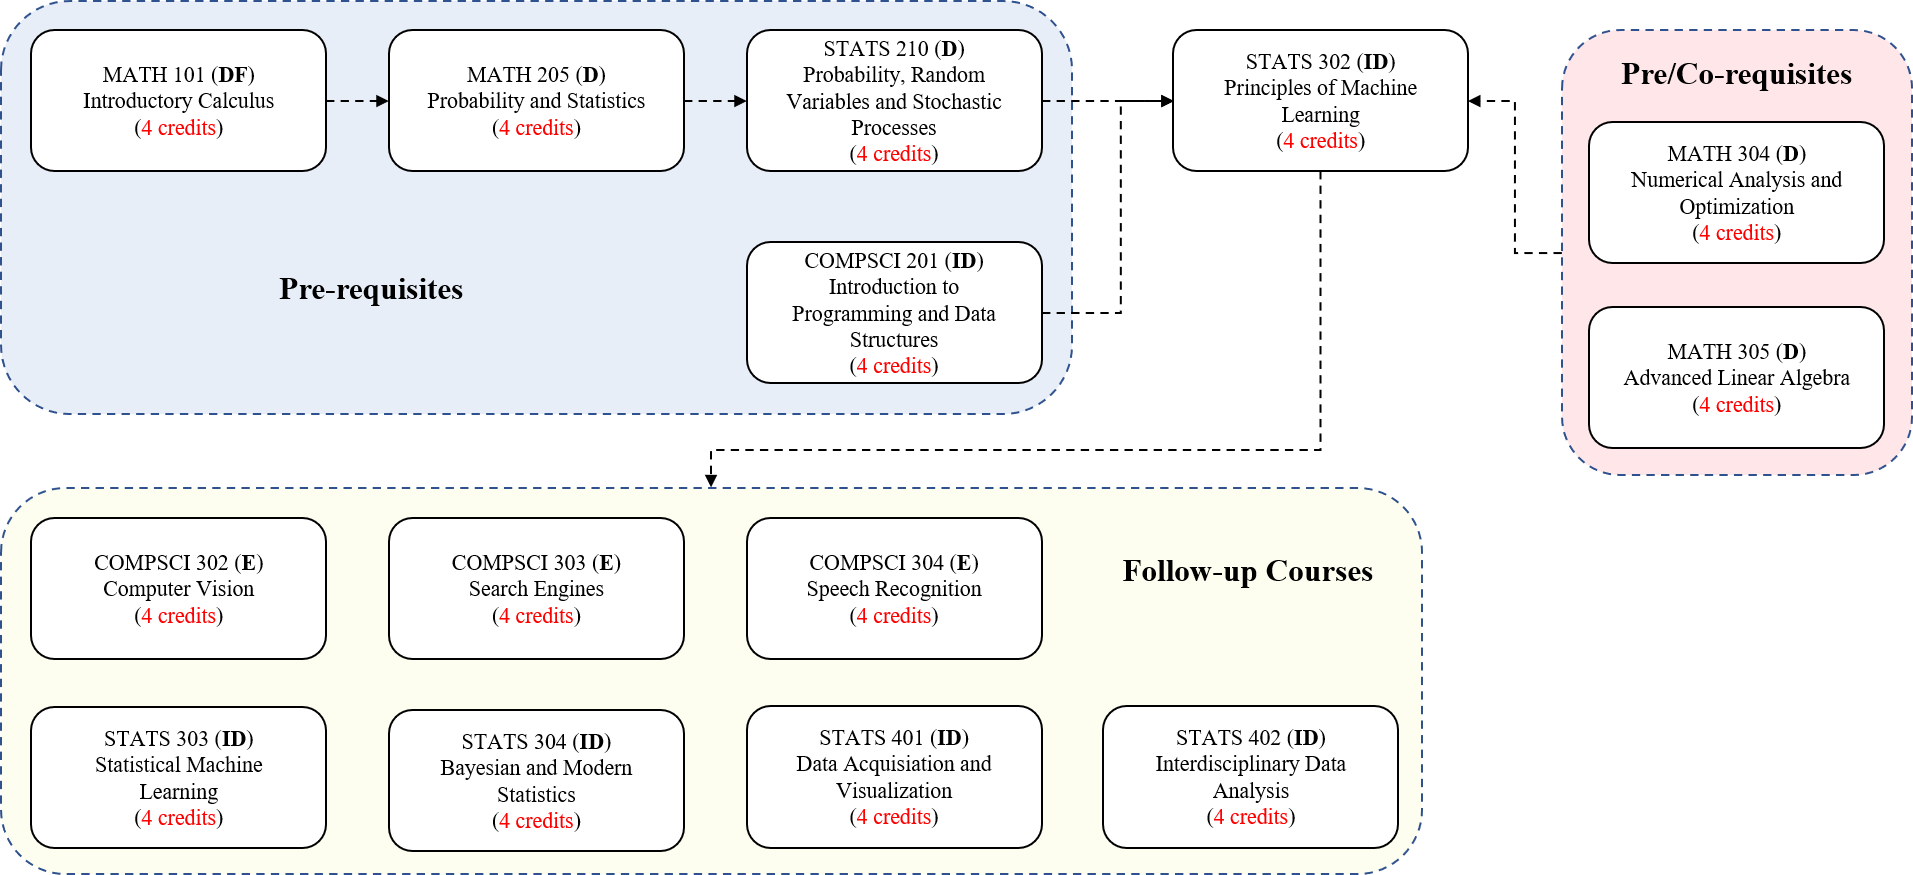 MATH 101 (DF)
Introductory Calculus
(4 credits)
MATH 205 (D)
Probability and Statistics
(4 credits)
STATS 210 (D)
Probability, Random
Variables and Stochastic
Processes
(4 credits)
STATS 302 (ID)
Principles of Machine
Learning
(4 credits)
Pre/Co-requisites
MATH 304 (D)
Numerical Analysis and
Optimization
(4 credits)
MATH 305 (D)
Advanced Linear Algebra
(4 credits)
Pre-requisites
COMPSCI 201 (ID)
Introduction to
Programming and Data
Structures
(4 credits)
COMPSCI 302 (E)
Computer Vision
(4 credits)
COMPSCI 303 (E)
Search Engines
(4 credits)
COMPSCI 304 (E)
Speech Recognition
(4 credits)
Follow-up Courses
STATS 303 (ID)
Statistical Machine
Learning
(4 credits)
STATS 304 (ID)
Bayesian and Modern
Statistics
(4 credits)
STATS 401 (ID)
Data Acquisiation and
Visualization
(4 credits)
STATS 402 (ID)
Interdisciplinary Data
Analysis
(4 credits)